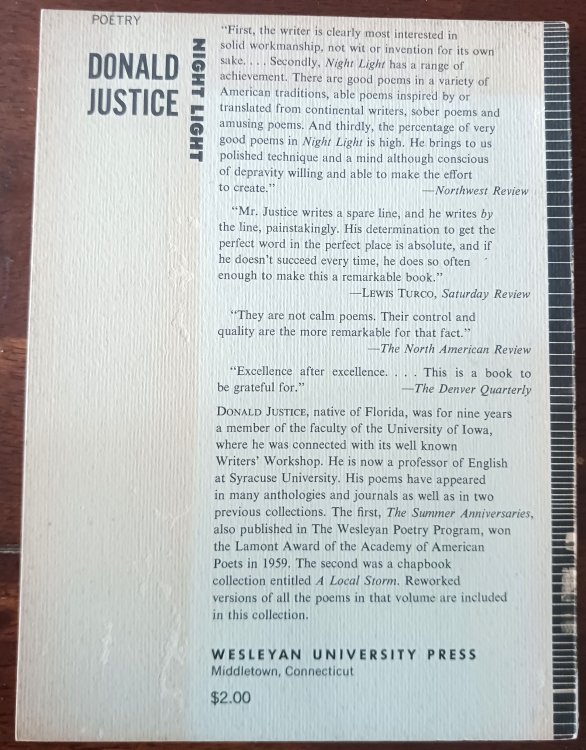 POETRY
DONALD
JUSTICE
NIGHT LIGHT
“First, the writer is clearly most interested in
solid workmanship, not wit or invention for its own
sake. . . . Secondly, Night Light has a range of
achievement. There are good poems in a variety of
American traditions, able poems inspired by or
translated from continental writers, sober poems and
amusing poems. And thirdly, the percentage of very
good poems in Night Light is high. He brings to us
polished technique and a mind although conscious
of depravity willing and able to make the effort
to create.” —Northwest Review
“Mr. Justice writes a spare line, and he writes by
the line, painstakingly. His determination to get the
perfect word in the perfect place is absolute, and if
he doesn’t succeed every time, he does so often
enough to make this a remarkable book.”
—LEWIS TURCO, Saturday Review
“They are not calm poems. Their control and
quality are the more remarkable for that fact.”
—The North American Review
“Excellence after excellence. . . . This is a book to
be grateful for.” —The Denver Quarterly
DONALD JUSTICE, native of Florida, was for nine years
a member of the faculty of the University of Iowa,
where he was connected with its well known
Writers’ Workshop. He is now a professor of English
at Syracuse University. His poems have appeared
in many anthologies and journals as well as in two
previous collections. The first, The Summer Anniversaries,
also published in The Wesleyan Poetry Program, won
the Lamont Award of the Academy of American
Poets in 1959. The second was a chapbook
collection entitled A Local Storm. Reworked
versions of all the poems in that volume are included
in this collection.
WESLEYAN UNIVERSITY PRESS
Middletown, Connecticut
$2.00